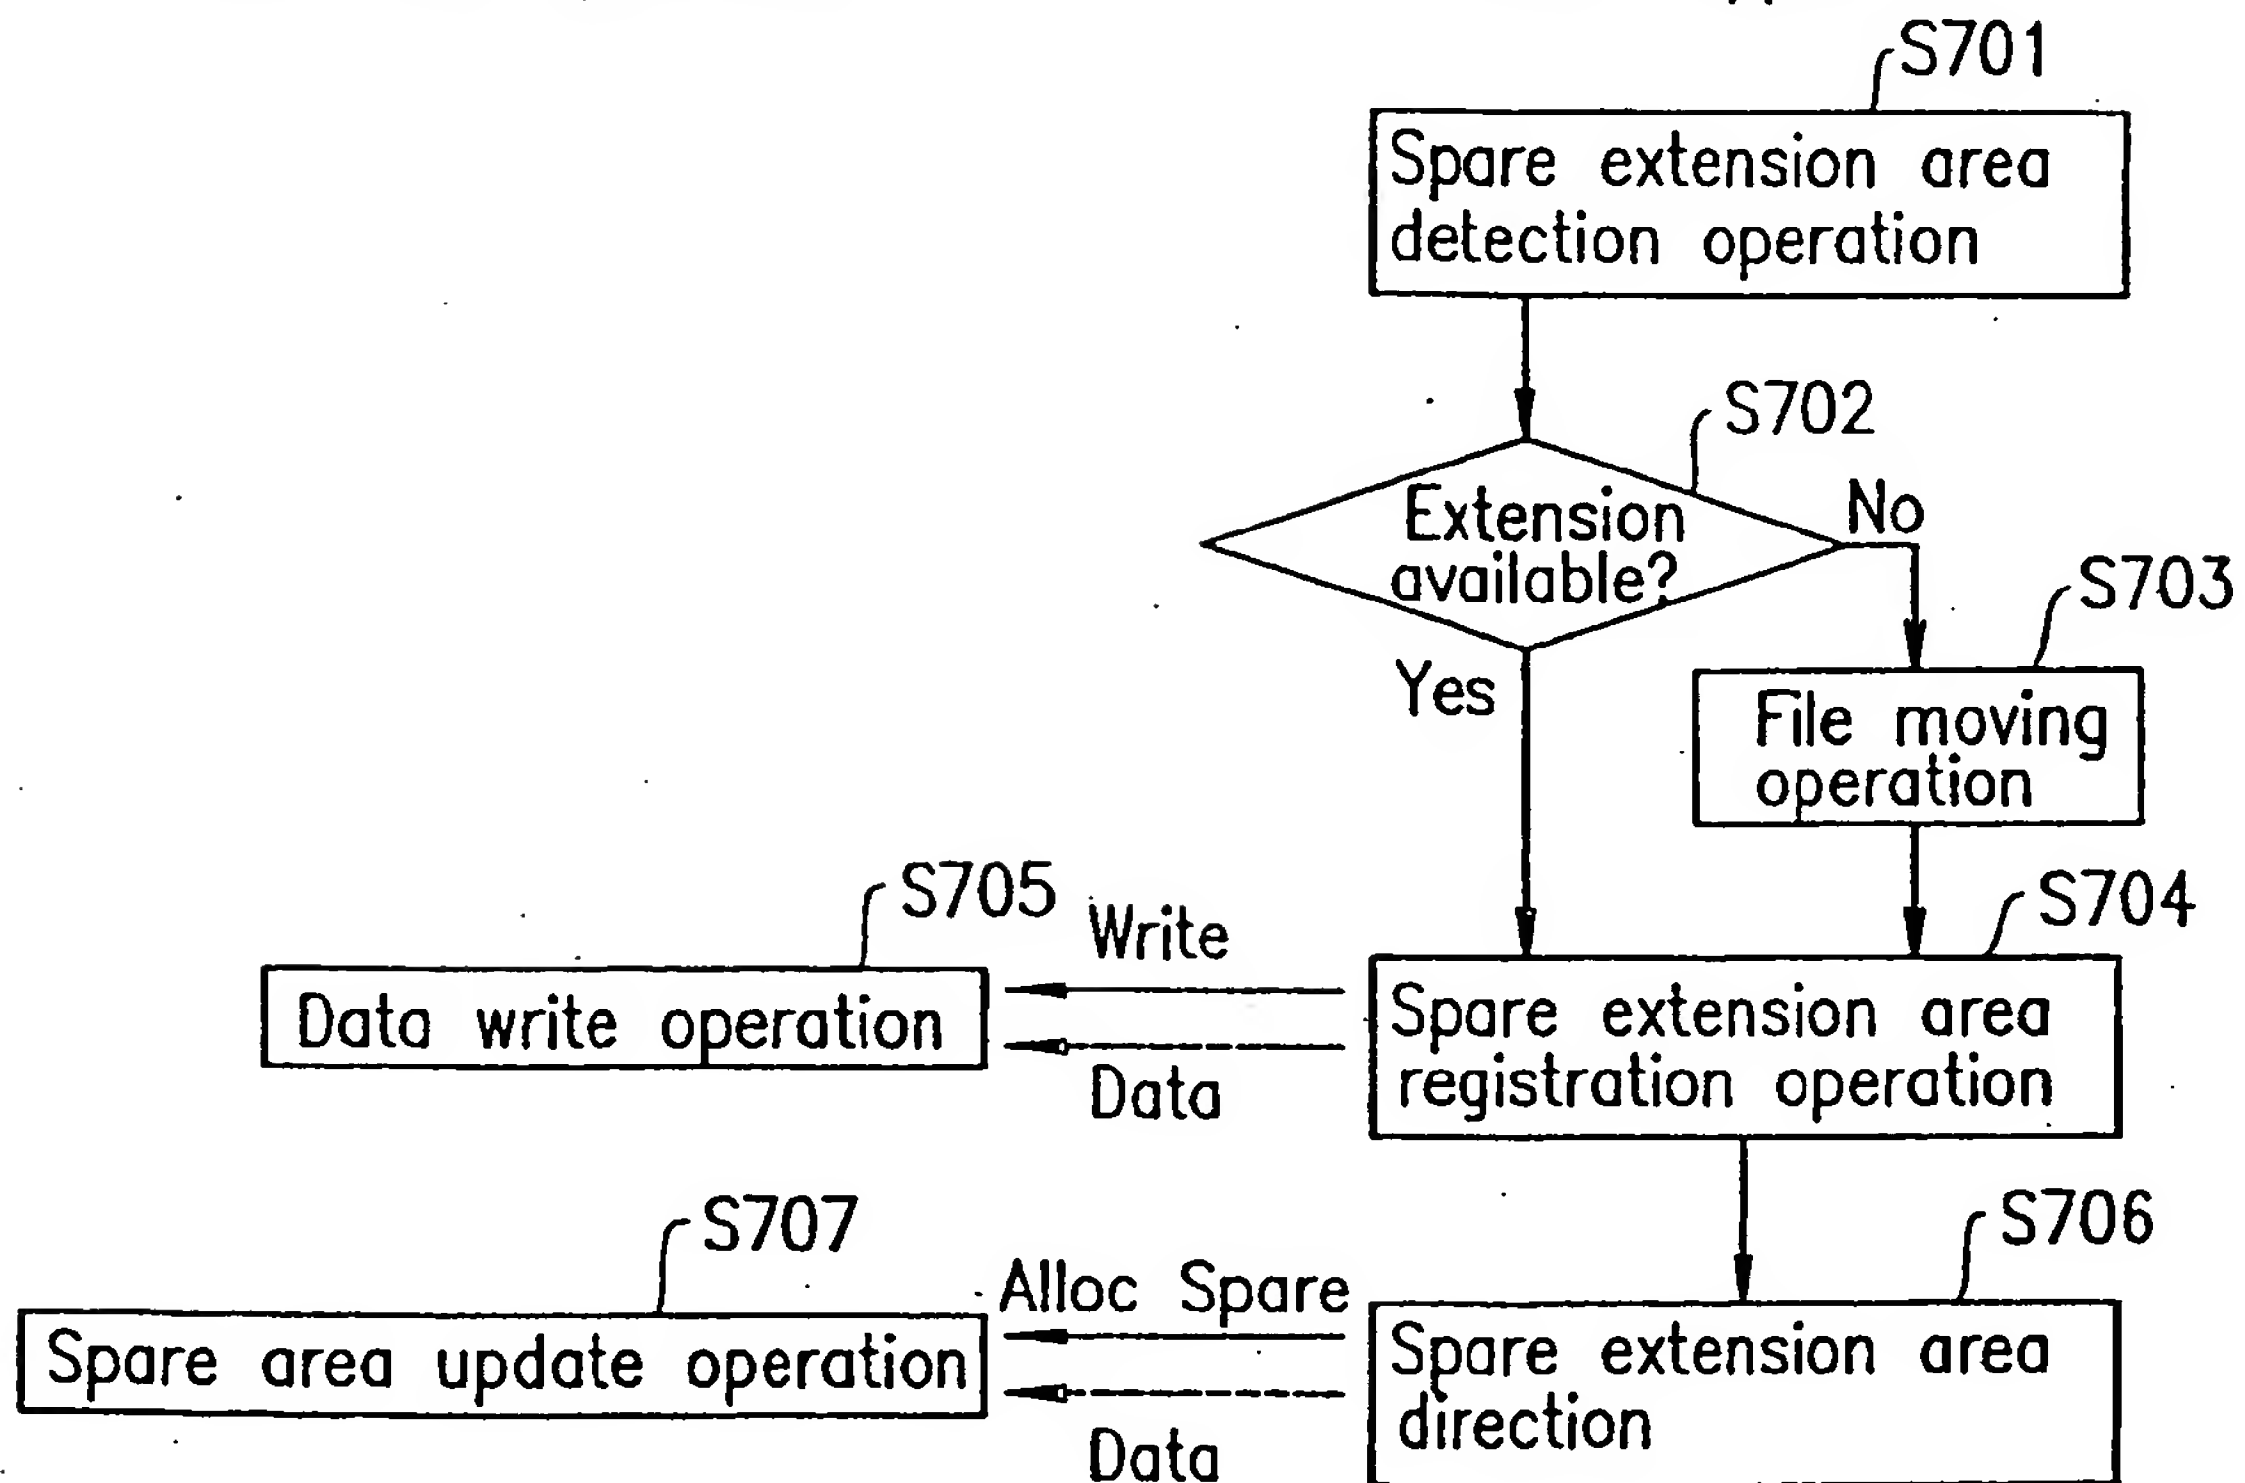 S701
Spare extension area
detection operation
S702
Extension
available?
No
S703
Yes
File moving
operation
S705
Write
S704
Data write operation
Data
Spare extension area
registration operation
S707
Alloc Spare
S706
Spare area update operation
Data
Spare extension area
direction